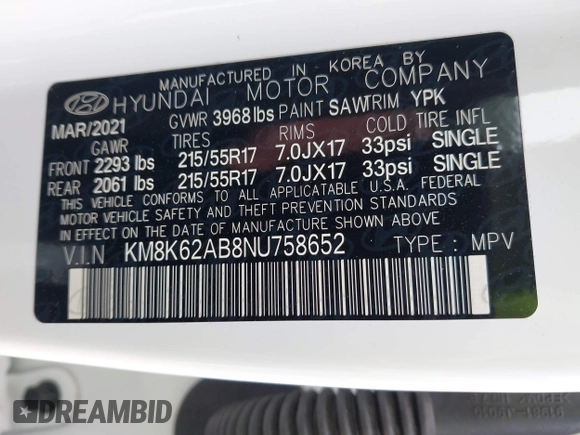 MANUFACTURED IN KOREA BY
HYUNDAI MOTOR COMPANY
MAR/2021 GVWR 3968 lbs PAINT SAW TRIM YPK
GAWR TIRES RIMS COLD TIRE INFL
FRONT 2293 lbs 215/55R17 7.0JX17 33psi SINGLE
REAR 2061 lbs 215/55R17 7.0JX17 33psi SINGLE
THIS VEHICLE CONFORMS TO ALL APPLICABLE U.S.A. FEDERAL
MOTOR VEHICLE SAFETY AND THEFT PREVENTION STANDARDS
IN EFFECT ON THE DATE OF MANUFACTURE SHOWN ABOVE.
V.I.N KM8K62AB8NU758652 TYPE : MPV
DREAMBID